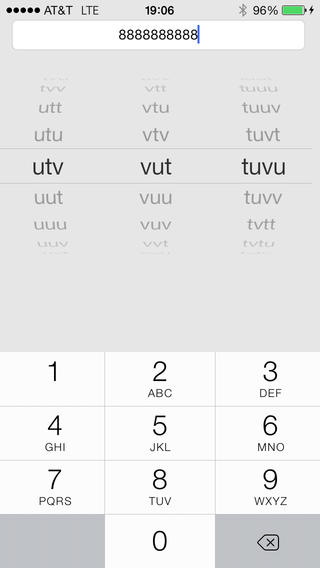 AT&T LTE 19:06 96%
8888888888
tvv vtt tuuu
utt vtu tuuv
utu vtv tuvt
utv vut tuvu
uut vuu tuvv
uuu vuv tvtt
uuv vvt tvtu
1 2 3
ABC DEF
4 5 6
GHI JKL MNO
7 8 9
PQRS TUV WXYZ
0